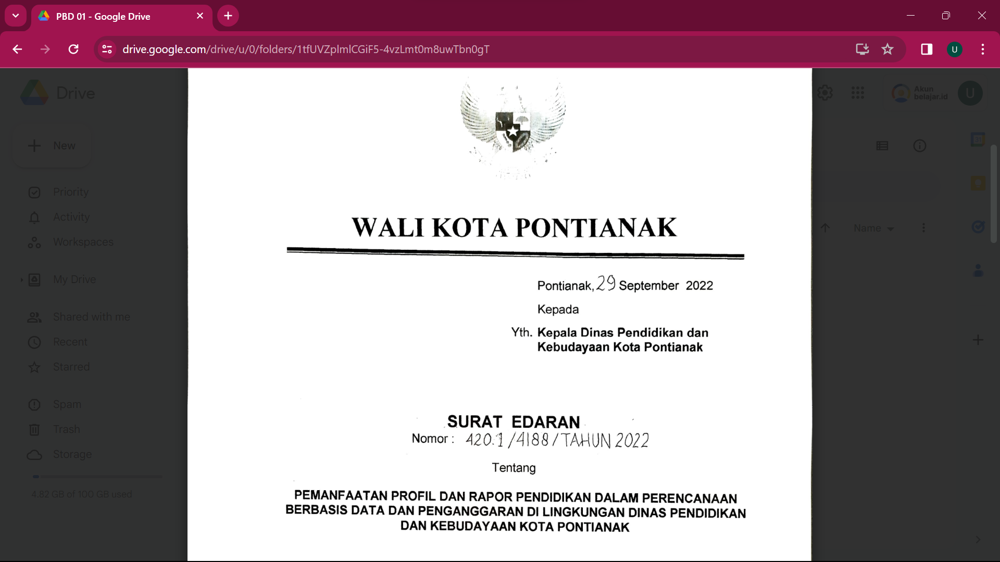 PBD 01 - Google Drive
drive.google.com/drive/u/0/folders/1tfUVZplmlCGiF5-4vzLmt0m8uwTbn0gT
U
Drive
Akun
belajar.id
U
New
31
Priority
Activity
Workspaces
Name
My Drive
Shared with me
Recent
Starred
Spam
Trash
Storage
4.82 GB of 100 GB used
WALI KOTA PONTIANAK
Pontianak, 29 September 2022
Kepada
Yth. Kepala Dinas Pendidikan dan
Kebudayaan Kota Pontianak
SURAT EDARAN
Nomor : 420.1/4188/TAHUN 2022
Tentang
PEMANFAATAN PROFIL DAN RAPOR PENDIDIKAN DALAM PERENCANAAN
BERBASIS DATA DAN PENGANGGARAN DI LINGKUNGAN DINAS PENDIDIKAN
DAN KEBUDAYAAN KOTA PONTIANAK